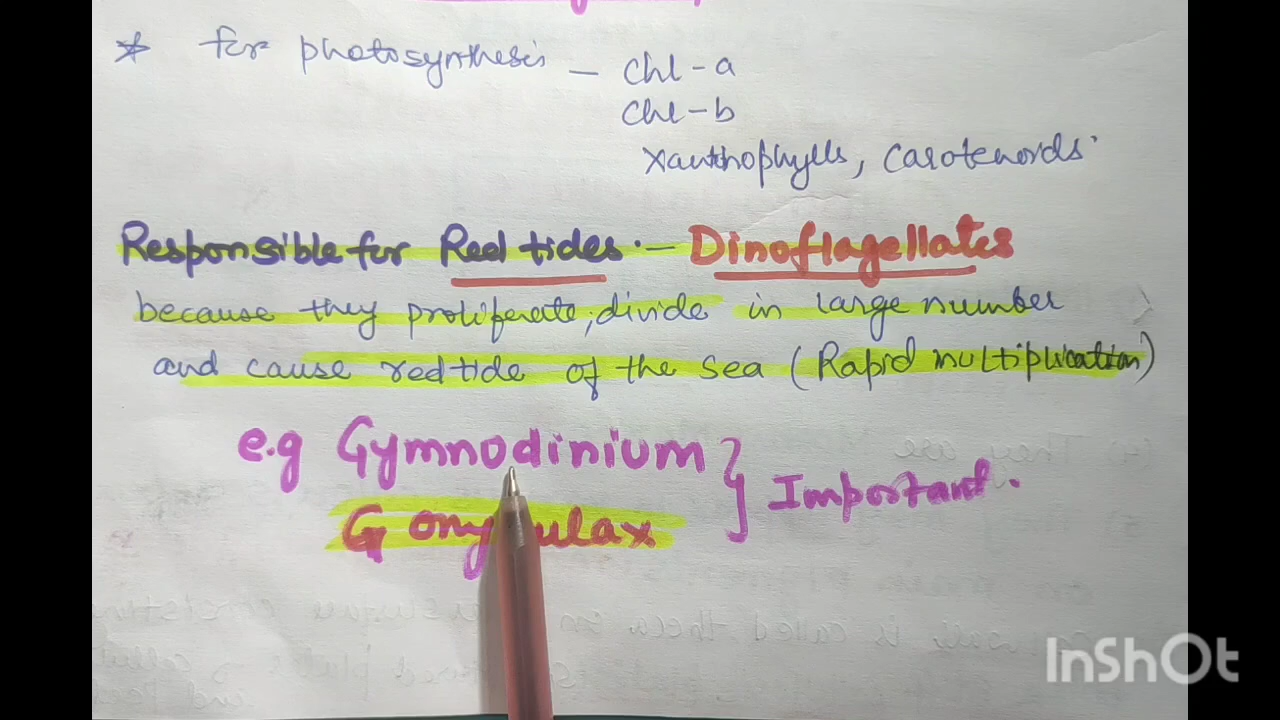 * for photosynthesis – Chl-a
Chl-b
Xanthophylls, Carotenoids.
Responsible for Red tides. – Dinoflagellates
because they proliferate, divide in large number
and cause red tide of the sea (Rapid multiplication)
e.g Gymnodinium } Important.
InShOt